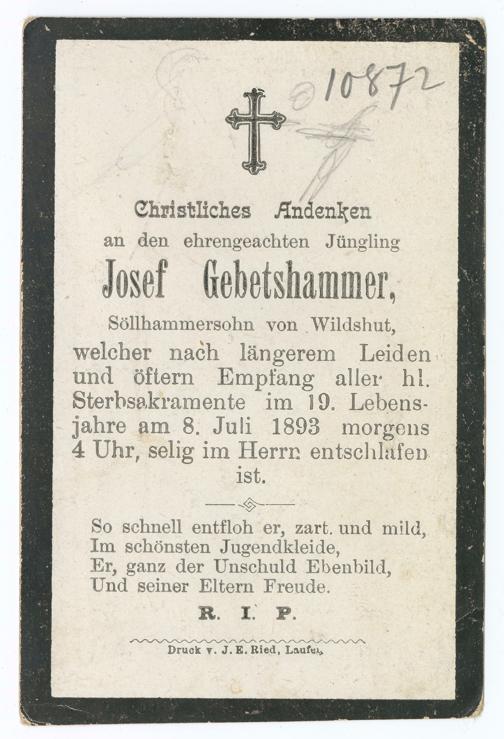 10872
Christliches Andenken
an den ehrengeachten Jüngling
Josef Gebetshammer,
Söllhammersohn von Wildshut,
welcher nach längerem Leiden
und öftern Empfang aller hl.
Sterbsakramente im 19. Lebens-
jahre am 8. Juli 1893 morgens
4 Uhr, selig im Herrn entschlafen
ist.
So schnell entfloh er, zart und mild,
Im schönsten Jugendkleide,
Er, ganz der Unschuld Ebenbild,
Und seiner Eltern Freude.
R. I. P.
Druck v. J. E. Ried, Laufen.